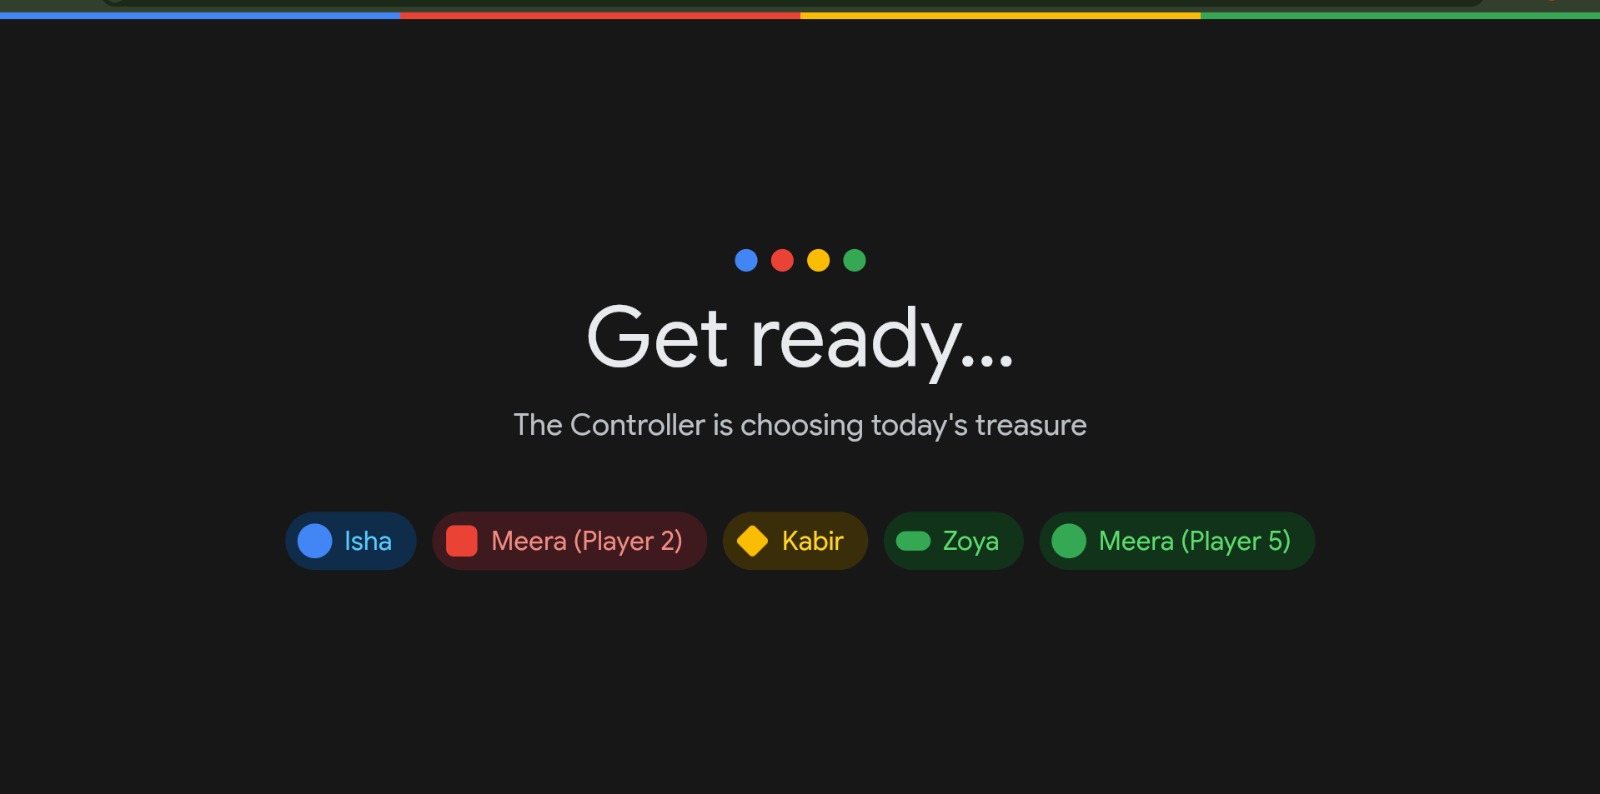 Get ready...
The Controller is choosing today's treasure
Isha Meera (Player 2) Kabir Zoya Meera (Player 5)